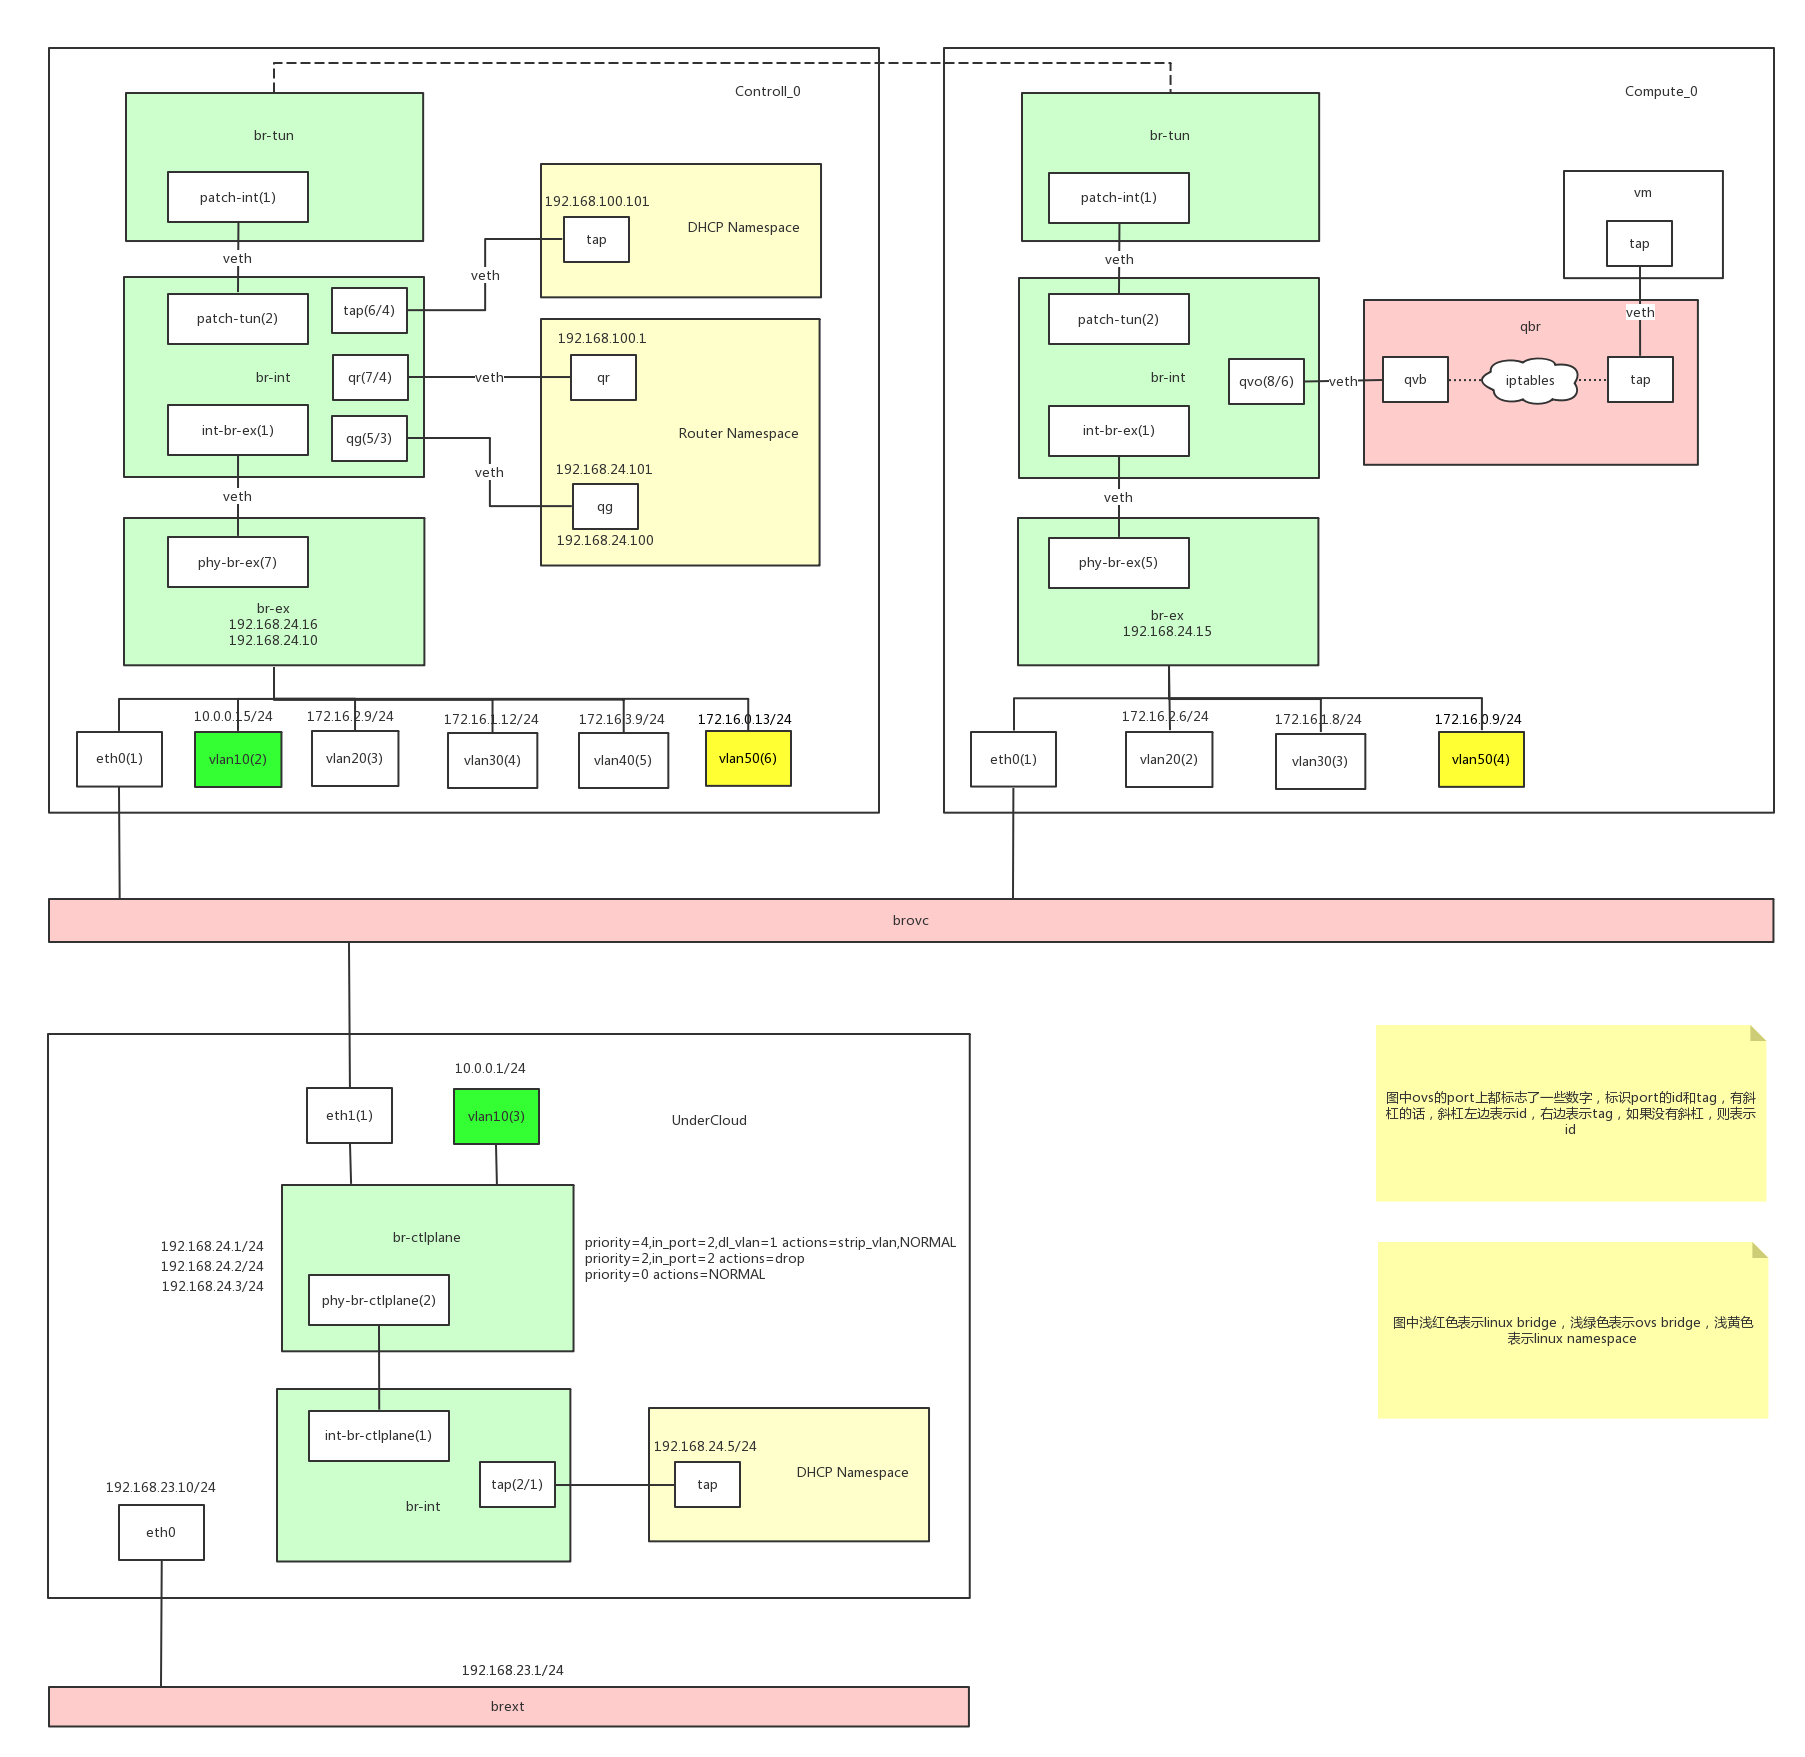 Controll_0
br-tun
patch-int(1)
veth
patch-tun(2)
tap(6/4)
br-int
qr(7/4)
int-br-ex(1)
qg(5/3)
veth
veth
veth
veth
192.168.100.101
tap
DHCP Namespace
192.168.100.1
qr
Router Namespace
192.168.24.101
qg
192.168.24.100
phy-br-ex(7)
br-ex
192.168.24.16
192.168.24.10
10.0.0.15/24
172.16.2.9/24
172.16.1.12/24
172.16.3.9/24
172.16.0.13/24
eth0(1)
vlan10(2)
vlan20(3)
vlan30(4)
vlan40(5)
vlan50(6)
Compute_0
br-tun
patch-int(1)
veth
patch-tun(2)
br-int
qvo(8/6)
int-br-ex(1)
veth
veth
vm
tap
veth
qbr
qvb
iptables
tap
phy-br-ex(5)
br-ex
192.168.24.15
172.16.2.6/24
172.16.1.8/24
172.16.0.9/24
eth0(1)
vlan20(2)
vlan30(3)
vlan50(4)
brovc
10.0.0.1/24
eth1(1)
vlan10(3)
UnderCloud
br-ctlplane
192.168.24.1/24
192.168.24.2/24
192.168.24.3/24
priority=4,in_port=2,dl_vlan=1 actions=strip_vlan,NORMAL
priority=2,in_port=2 actions=drop
priority=0 actions=NORMAL
phy-br-ctlplane(2)
int-br-ctlplane(1)
tap(2/1)
br-int
192.168.24.5/24
tap
DHCP Namespace
192.168.23.10/24
eth0
192.168.23.1/24
brext
图中ovs的port上都标志了一些数字，标识port的id和tag，有斜
杠的话，斜杠左边表示id，右边表示tag，如果没有斜杠，则表示
id
图中浅红色表示linux bridge，浅绿色表示ovs bridge，浅黄色
表示linux namespace